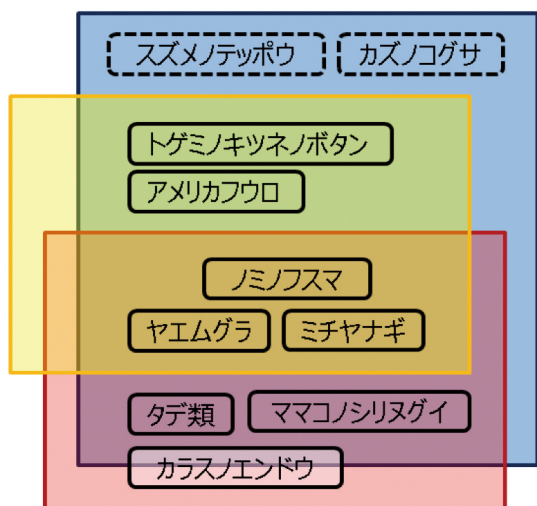 スズメノテッポウ カズノコグサ
トゲミノキツネノボタン
アメリカフウロ
ノミノフスマ
ヤエムグラ ミチヤナギ
タデ類 ママコノシリヌグイ
カラスノエンドウ